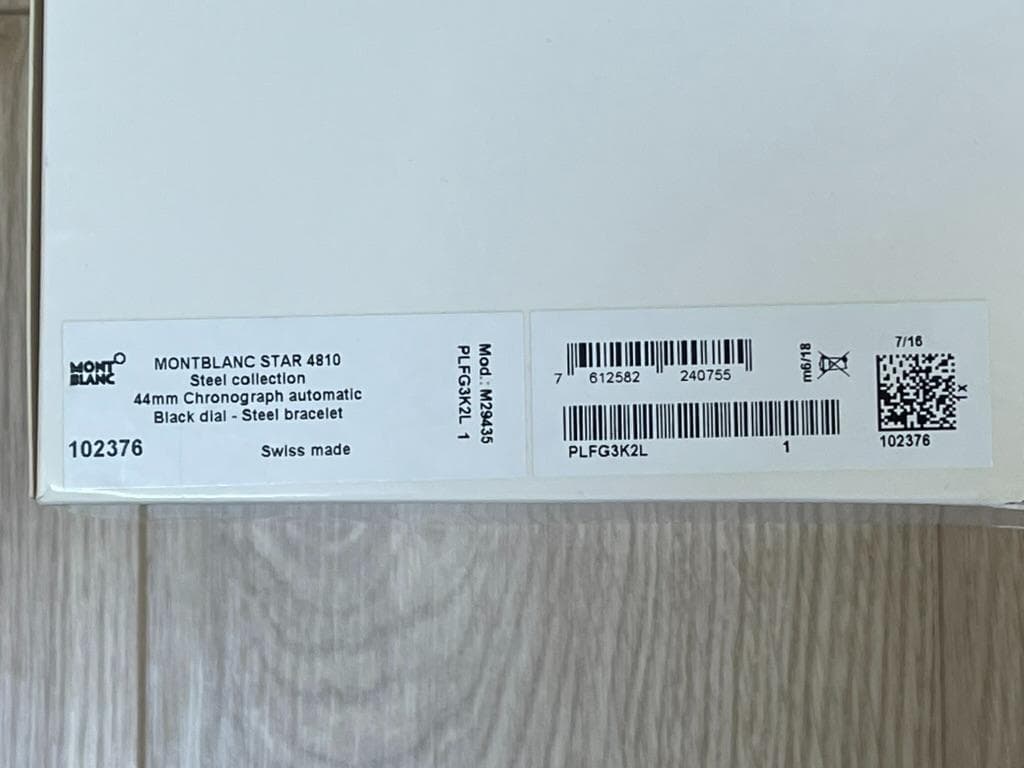 MONT
BLANC
MONTBLANC STAR 4810
Steel collection
44mm Chronograph automatic
Black dial - Steel bracelet
102376
Swiss made
Mod.: M29435
PLFG3K2L 1
7 612582 240755
PLFG3K2L 1
m6/18
7/16
1x
102376